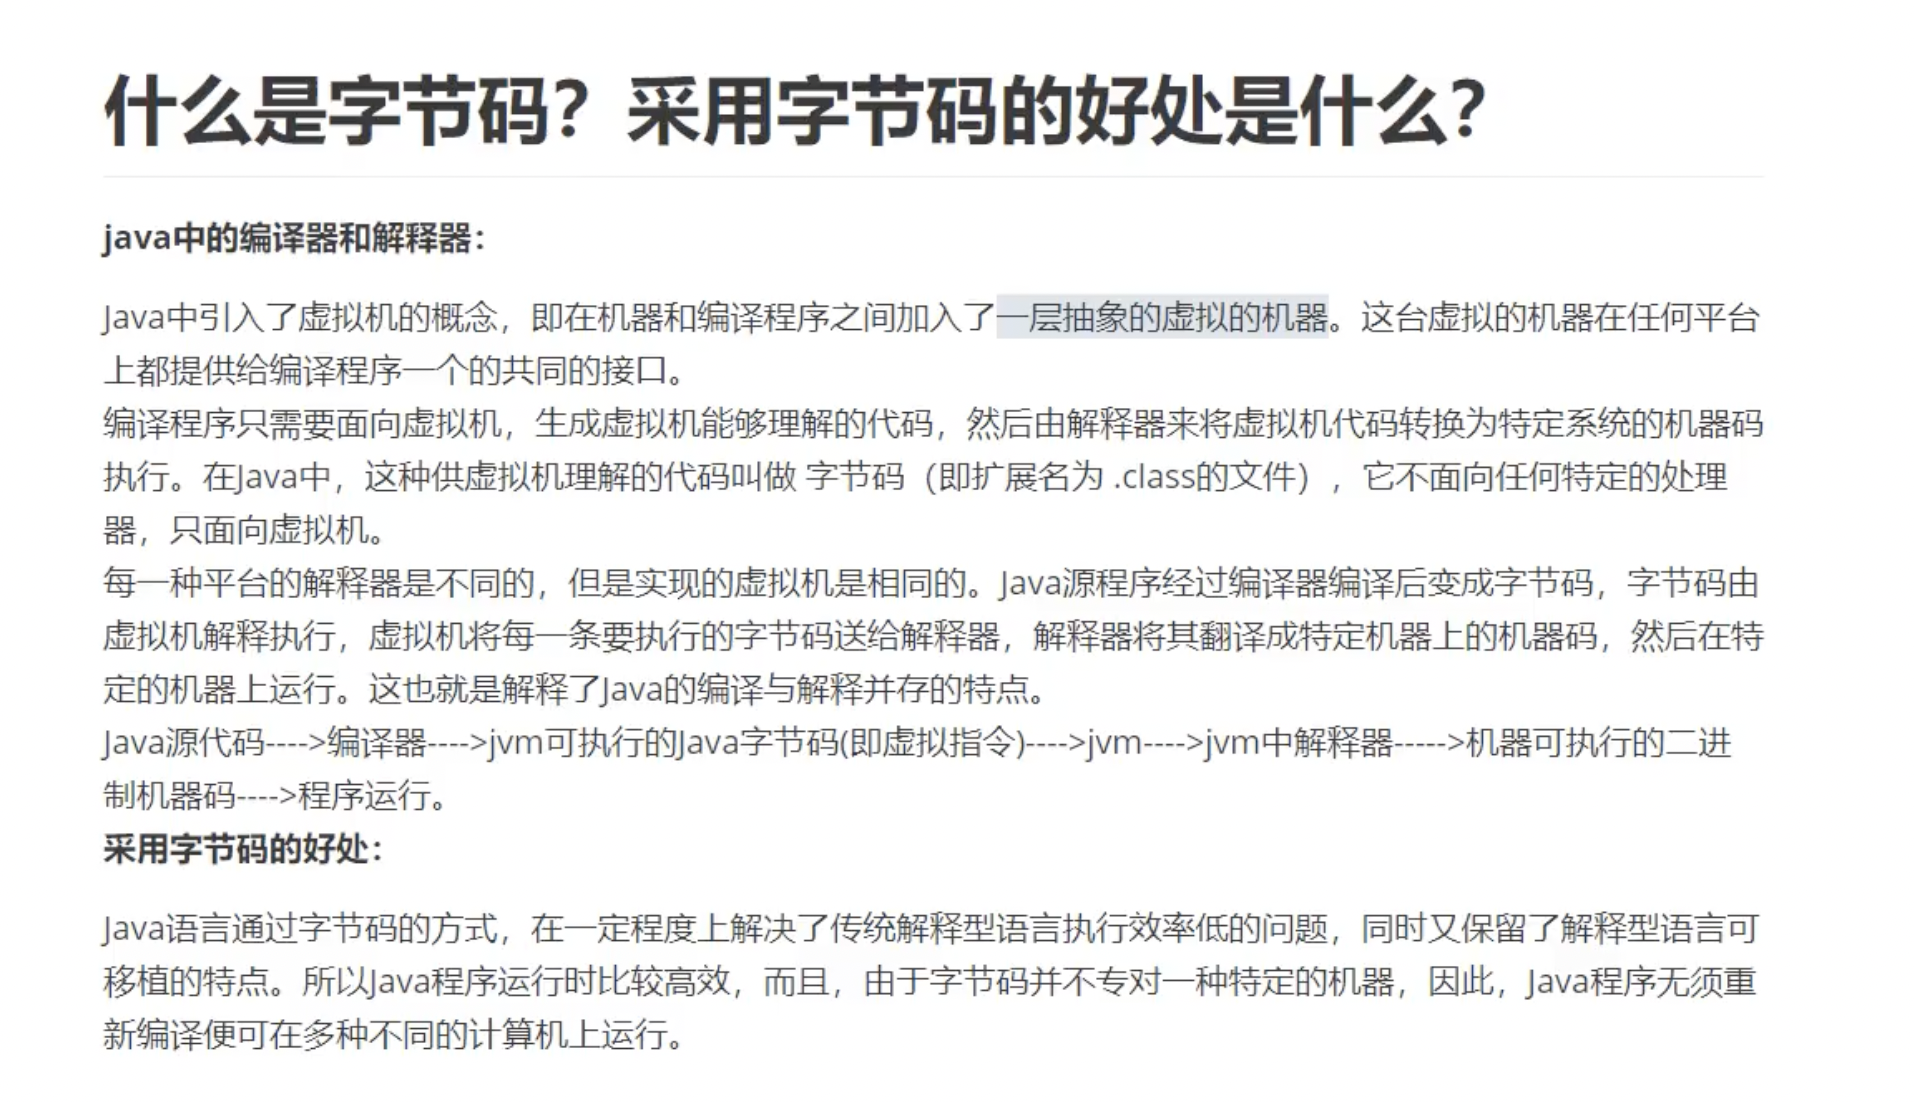 什么是字节码？采用字节码的好处是什么？
java中的编译器和解释器：
Java中引入了虚拟机的概念，即在机器和编译程序之间加入了一层抽象的虚拟的机器。这台虚拟的机器在任何平台
上都提供给编译程序一个的共同的接口。
编译程序只需要面向虚拟机，生成虚拟机能够理解的代码，然后由解释器来将虚拟机代码转换为特定系统的机器码
执行。在Java中，这种供虚拟机理解的代码叫做 字节码（即扩展名为 .class的文件），它不面向任何特定的处理
器，只面向虚拟机。
每一种平台的解释器是不同的，但是实现的虚拟机是相同的。Java源程序经过编译器编译后变成字节码，字节码由
虚拟机解释执行，虚拟机将每一条要执行的字节码送给解释器，解释器将其翻译成特定机器上的机器码，然后在特
定的机器上运行。这也就是解释了Java的编译与解释并存的特点。
Java源代码---->编译器---->jvm可执行的Java字节码(即虚拟指令)---->jvm---->jvm中解释器----->机器可执行的二进
制机器码---->程序运行。
采用字节码的好处：
Java语言通过字节码的方式，在一定程度上解决了传统解释型语言执行效率低的问题，同时又保留了解释型语言可
移植的特点。所以Java程序运行时比较高效，而且，由于字节码并不专对一种特定的机器，因此，Java程序无须重
新编译便可在多种不同的计算机上运行。